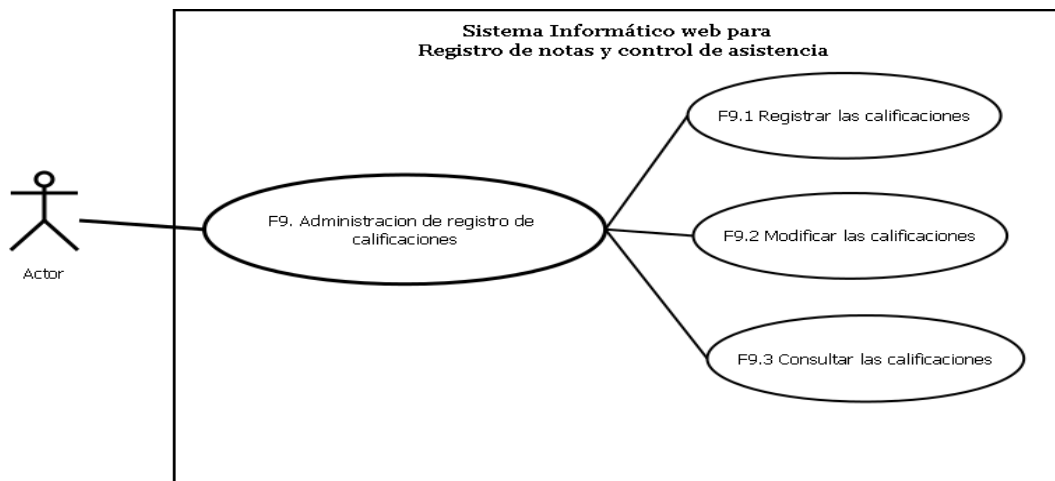 Sistema Informático web para
Registro de notas y control de asistencia
F9.1 Registrar las calificaciones
F9. Administracion de registro de
calificaciones
F9.2 Modificar las calificaciones
Actor
F9.3 Consultar las calificaciones